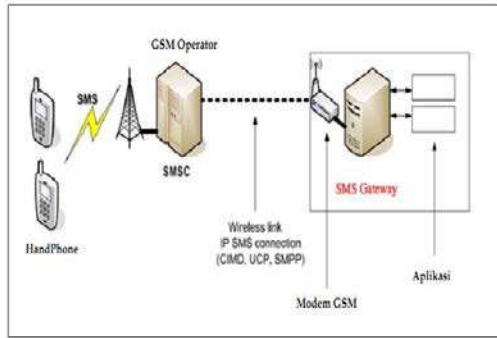 GSM Operator
SMS
SMSC
SMS Gateway
HandPhone
Wireless link
IP SMS connection
(CIMD, UCP, SMPP)
Modem GSM
Aplikasi